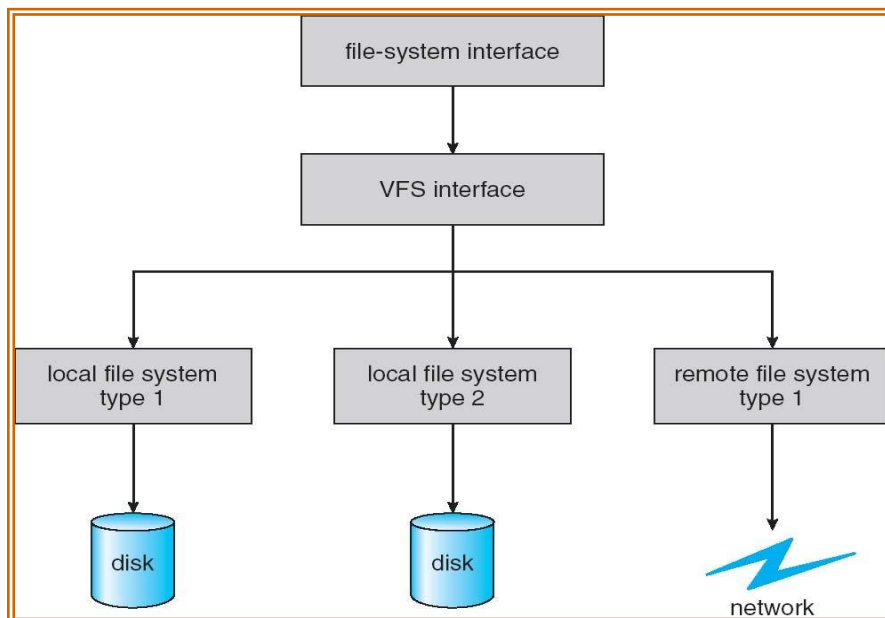 file-system interface
VFS interface
local file system
type 1
local file system
type 2
remote file system
type 1
disk
disk
network